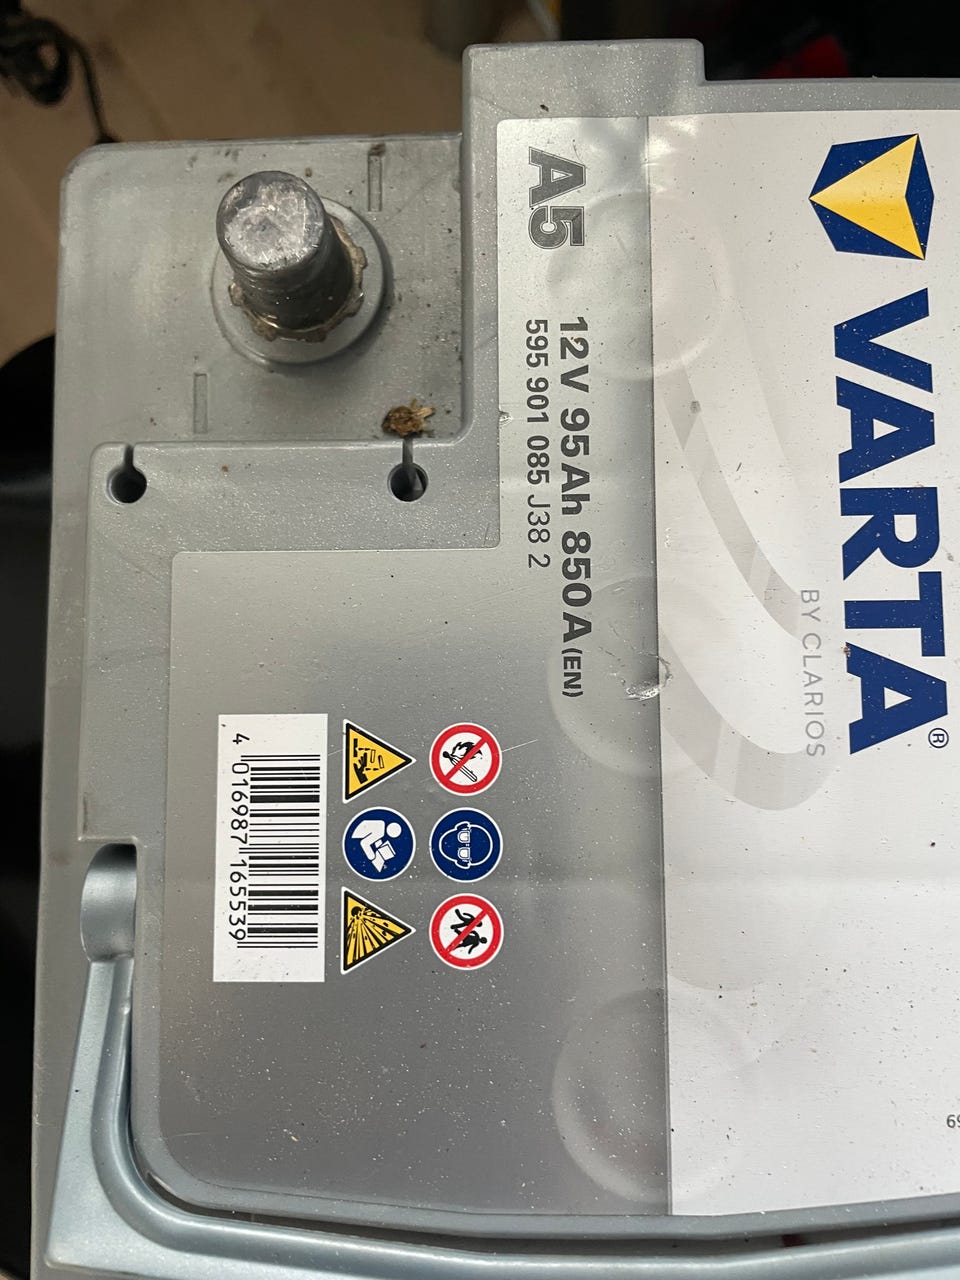 A5
12V 95Ah 850A (EN)
595 901 085 J38 2
VARTA®
BY CLARIOS
4 016987 165539